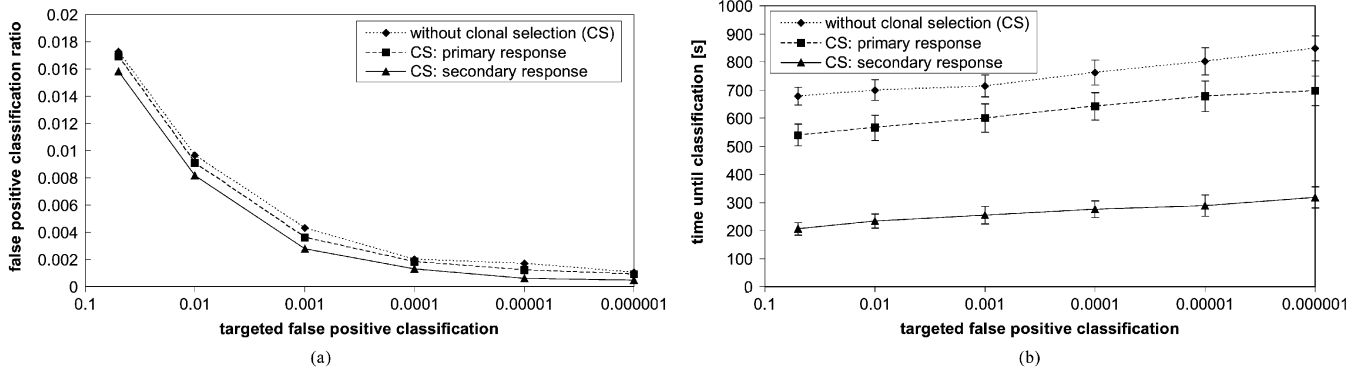 0.02
0.018
0.016
0.014
0.012
0.01
0.008
0.006
0.004
0.002
0
false positive classification ratio
without clonal selection (CS)
CS: primary response
CS: secondary response
0.1 0.01 0.001 0.0001 0.00001 0.000001
targeted false positive classification
(a)
1000
900
800
700
600
500
400
300
200
100
0
time until classification [s]
without clonal selection (CS)
CS: primary response
CS: secondary response
0.1 0.01 0.001 0.0001 0.00001 0.000001
targeted false positive classification
(b)